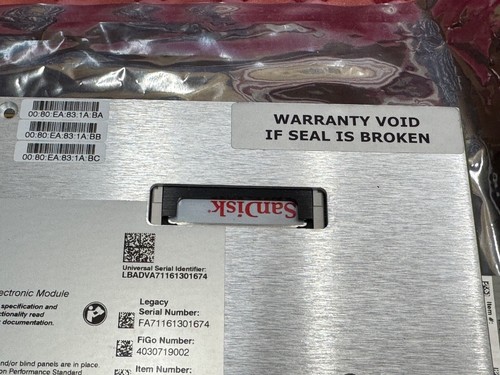 00:80:EA:83:1A:BA
00:80:EA:83:1A:BB
00:80:EA:83:1A:BC
WARRANTY VOID
IF SEAL IS BROKEN
SanDisk
Universal Serial Identifier:
LBADVA71161301674
ectronic Module
specification and
ctionality read
documentation.
Legacy
Serial Number:
FA71161301674
FiGo Number:
4030719002
Item Number:
nd/or blind panels are in place.
on Performance Standard
Item #